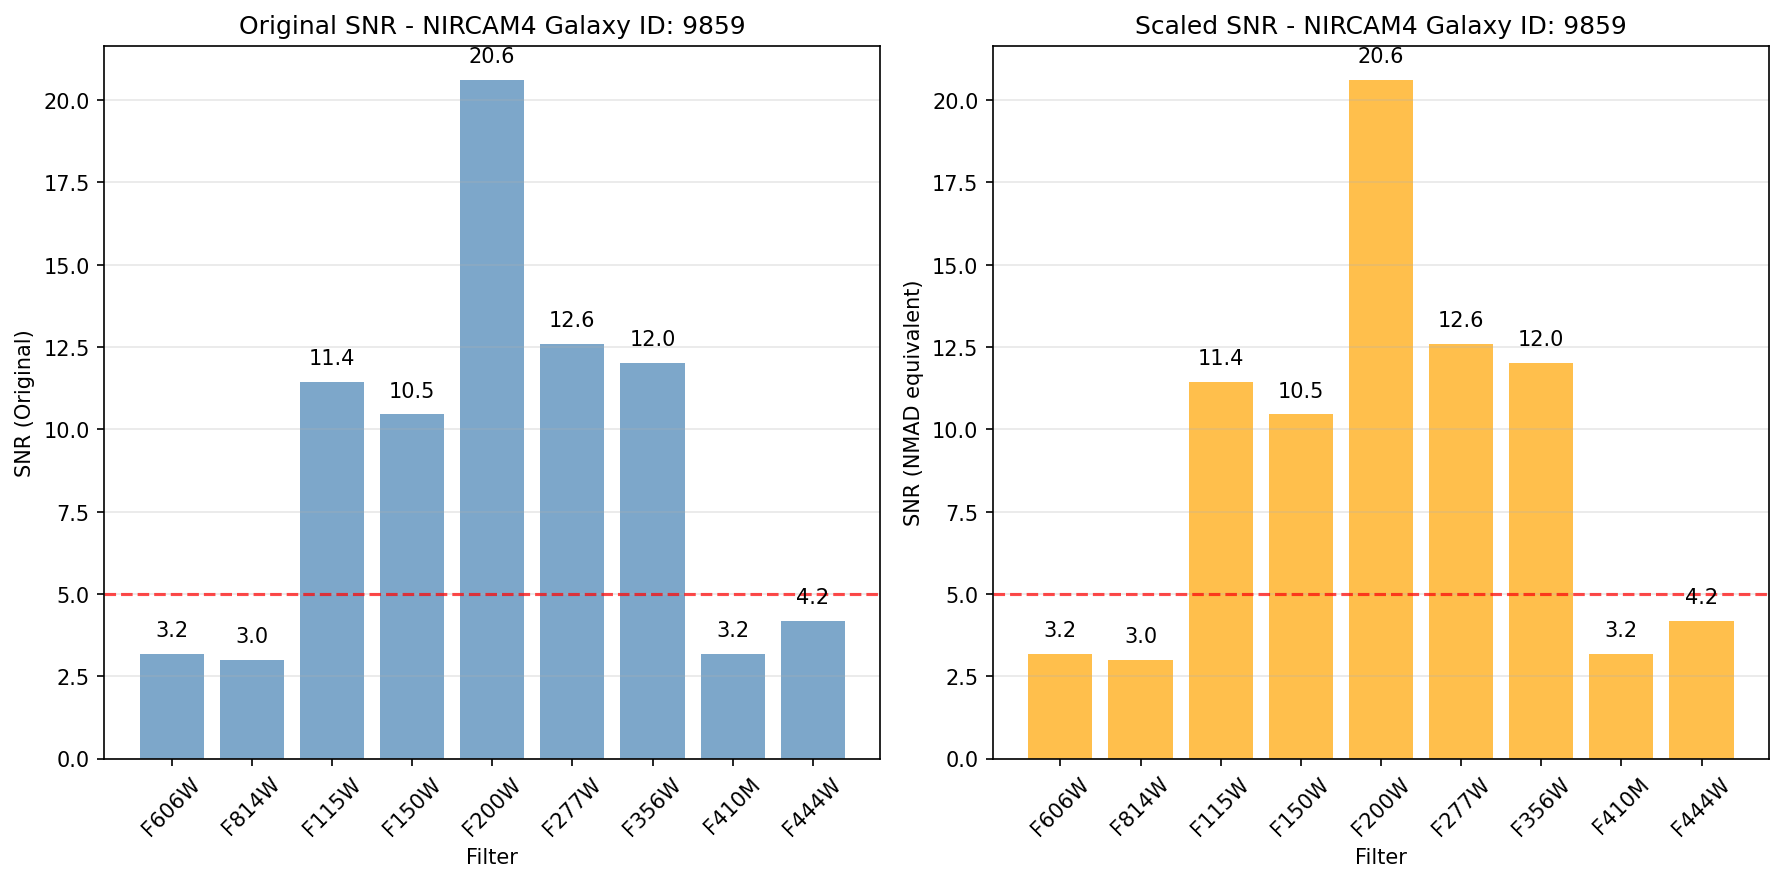 Original SNR - NIRCAM4 Galaxy ID: 9859
SNR (Original)
20.0
17.5
15.0
12.5
10.0
7.5
5.0
2.5
0.0
3.2
3.0
11.4
10.5
20.6
12.6
12.0
3.2
4.2
F606W
F814W
F115W
F150W
F200W
F277W
F356W
F410M
F444W
Filter
Scaled SNR - NIRCAM4 Galaxy ID: 9859
SNR (NMAD equivalent)
20.0
17.5
15.0
12.5
10.0
7.5
5.0
2.5
0.0
3.2
3.0
11.4
10.5
20.6
12.6
12.0
3.2
4.2
F606W
F814W
F115W
F150W
F200W
F277W
F356W
F410M
F444W
Filter